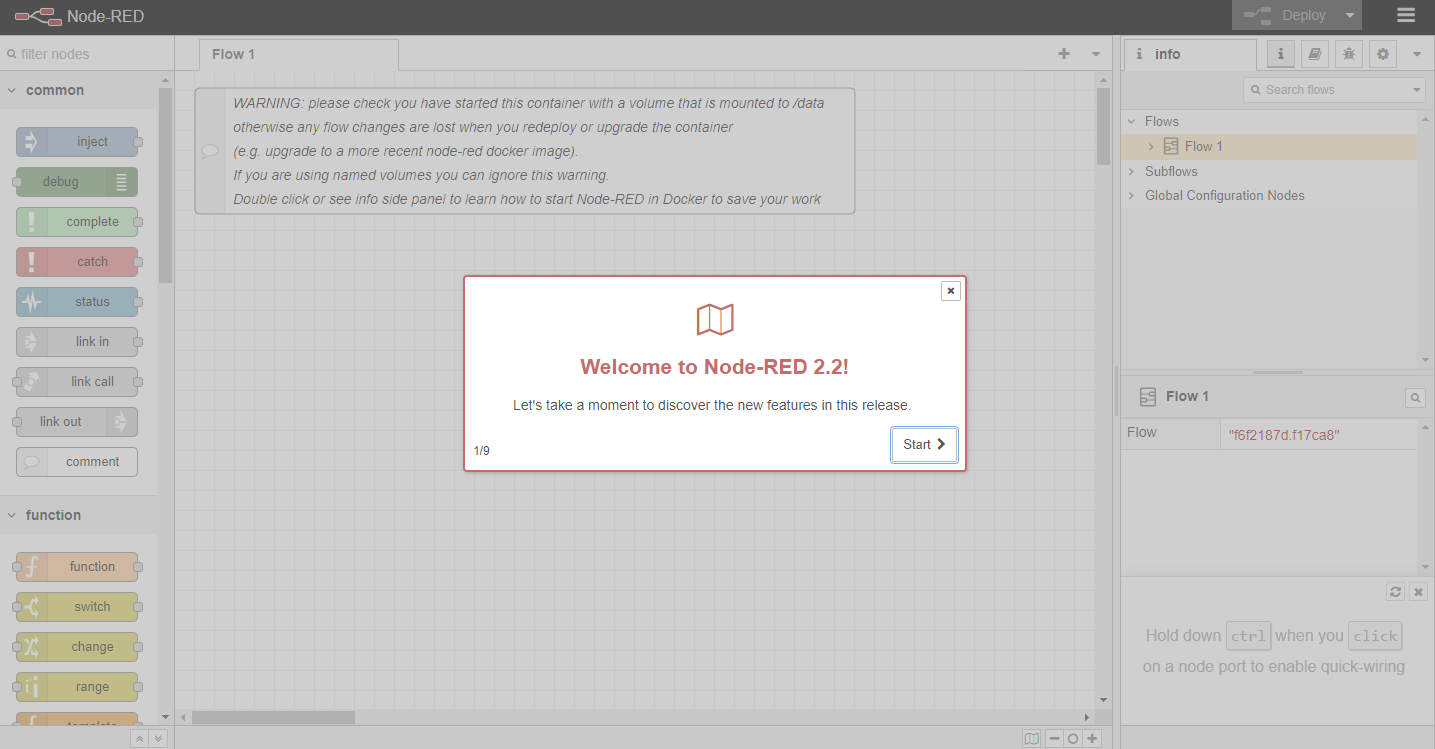 Node-RED
Deploy
filter nodes
Flow 1
info
common
Search flows
WARNING: please check you have started this container with a volume that is mounted to /data
otherwise any flow changes are lost when you redeploy or upgrade the container
(e.g. upgrade to a more recent node-red docker image).
If you are using named volumes you can ignore this warning.
Double click or see info side panel to learn how to start Node-RED in Docker to save your work
inject
debug
complete
catch
status
link in
link call
link out
comment
function
function
switch
change
range
template
Welcome to Node-RED 2.2!
Let's take a moment to discover the new features in this release.
1/9
Start
Flows
Flow 1
Subflows
Global Configuration Nodes
Flow 1
Flow "f6f2187d.f17ca8"
Hold down ctrl when you click
on a node port to enable quick-wiring